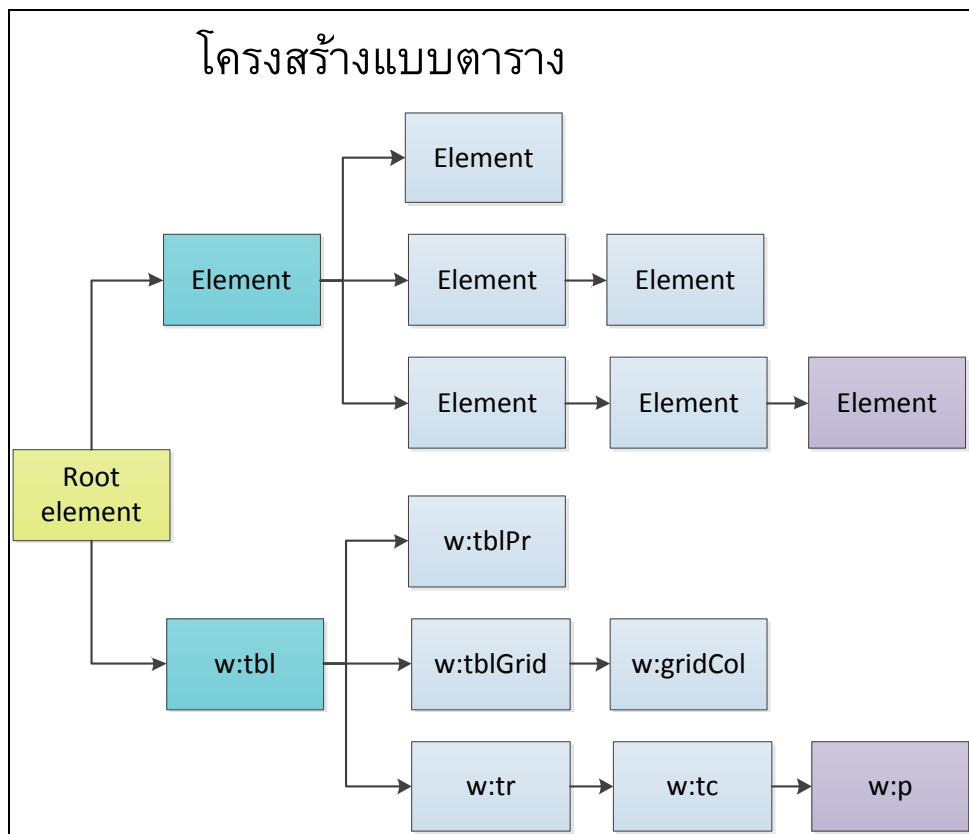 โครงสร้างแบบตาราง
Element
Element
Element
Element
Element
Element
Element
Root
element
w:tblPr
w:tbl
w:tblGrid
w:gridCol
w:tr
w:tc
w:p